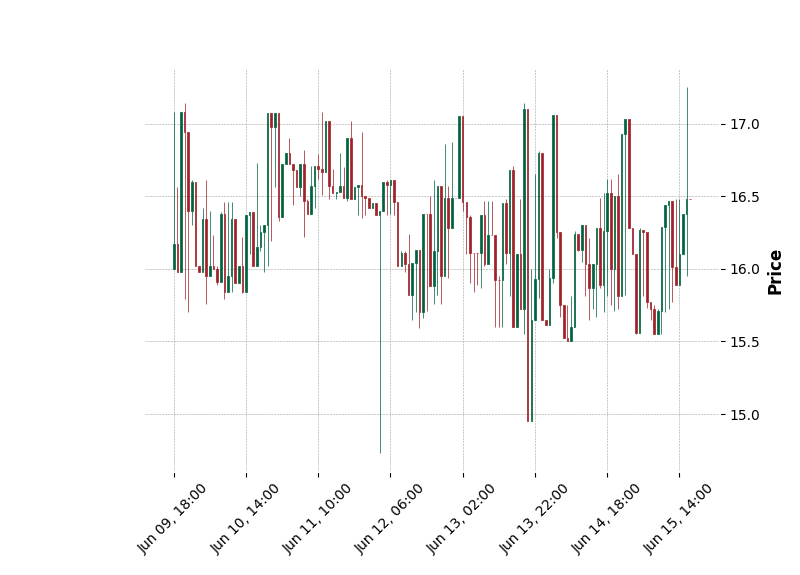 17.0
16.5
16.0
15.5
15.0
Price
Jun 09, 18:00
Jun 10, 14:00
Jun 11, 10:00
Jun 12, 06:00
Jun 13, 02:00
Jun 13, 22:00
Jun 14, 18:00
Jun 15, 14:00